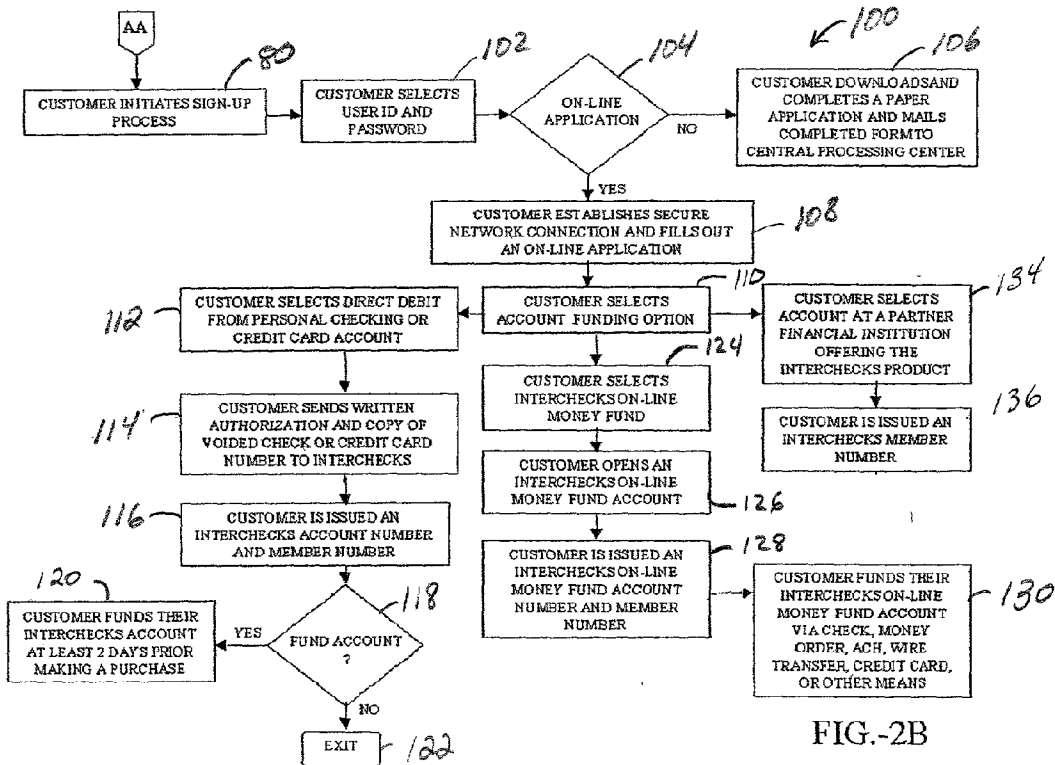 AA
100
80
CUSTOMER INITIATES SIGN-UP
PROCESS
102
CUSTOMER SELECTS
USER ID AND
PASSWORD
104
ON-LINE
APPLICATION
NO
YES
106
CUSTOMER DOWNLOADSAND
COMPLETES A PAPER
APPLICATION AND MAILS
COMPLETED FORMTO
CENTRAL PROCESSING CENTER
108
CUSTOMER ESTABLISHES SECURE
NETWORK CONNECTION AND FILLS OUT
AN ON-LINE APPLICATION
110
CUSTOMER SELECTS
ACCOUNT FUNDING OPTION
112
CUSTOMER SELECTS DIRECT DEBIT
FROM PERSONAL CHECKING OR
CREDIT CARD ACCOUNT
114
CUSTOMER SENDS WRITTEN
AUTHORIZATION AND COPY OF
VOIDED CHECK OR CREDIT CARD
NUMBER TO INTERCHECKS
116
CUSTOMER IS ISSUED AN
INTERCHECKS ACCOUNT NUMBER
AND MEMBER NUMBER
118
FUND ACCOUNT
?
YES
NO
120
CUSTOMER FUNDS THEIR
INTERCHECKS ACCOUNT
AT LEAST 2 DAYS PRIOR
MAKING A PURCHASE
EXIT
122
124
CUSTOMER SELECTS
INTERCHECKS ON-LINE
MONEY FUND
CUSTOMER OPENS AN
INTERCHECKS ON-LINE
MONEY FUND ACCOUNT
126
128
CUSTOMER IS ISSUED AN
INTERCHECKS ON-LINE
MONEY FUND ACCOUNT
NUMBER AND MEMBER
NUMBER
130
CUSTOMER FUNDS THEIR
INTERCHECKS ON-LINE
MONEY FUND ACCOUNT
VIA CHECK, MONEY
ORDER, ACH, WIRE
TRANSFER, CREDIT CARD,
OR OTHER MEANS
134
CUSTOMER SELECTS
ACCOUNT AT A PARTNER
FINANCIAL INSTITUTION
OFFERING THE
INTERCHECKS PRODUCT
136
CUSTOMER IS ISSUED AN
INTERCHECKS MEMBER
NUMBER
FIG.-2B